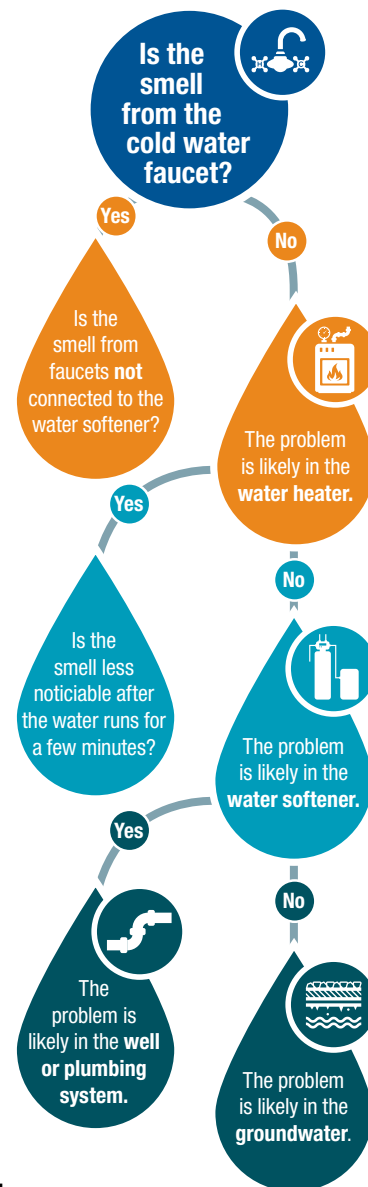 Is the
smell
from the
cold water
faucet?
H
C
Yes
No
Is the
smell from
faucets not
connected to the
water softener?
The problem
is likely in the
water heater.
Yes
No
Is the
smell less
noticiable after
the water runs for
a few minutes?
The problem
is likely in the
water softener.
Yes
No
The
problem is
likely in the well
or plumbing
system.
The problem
is likely in the
groundwater.